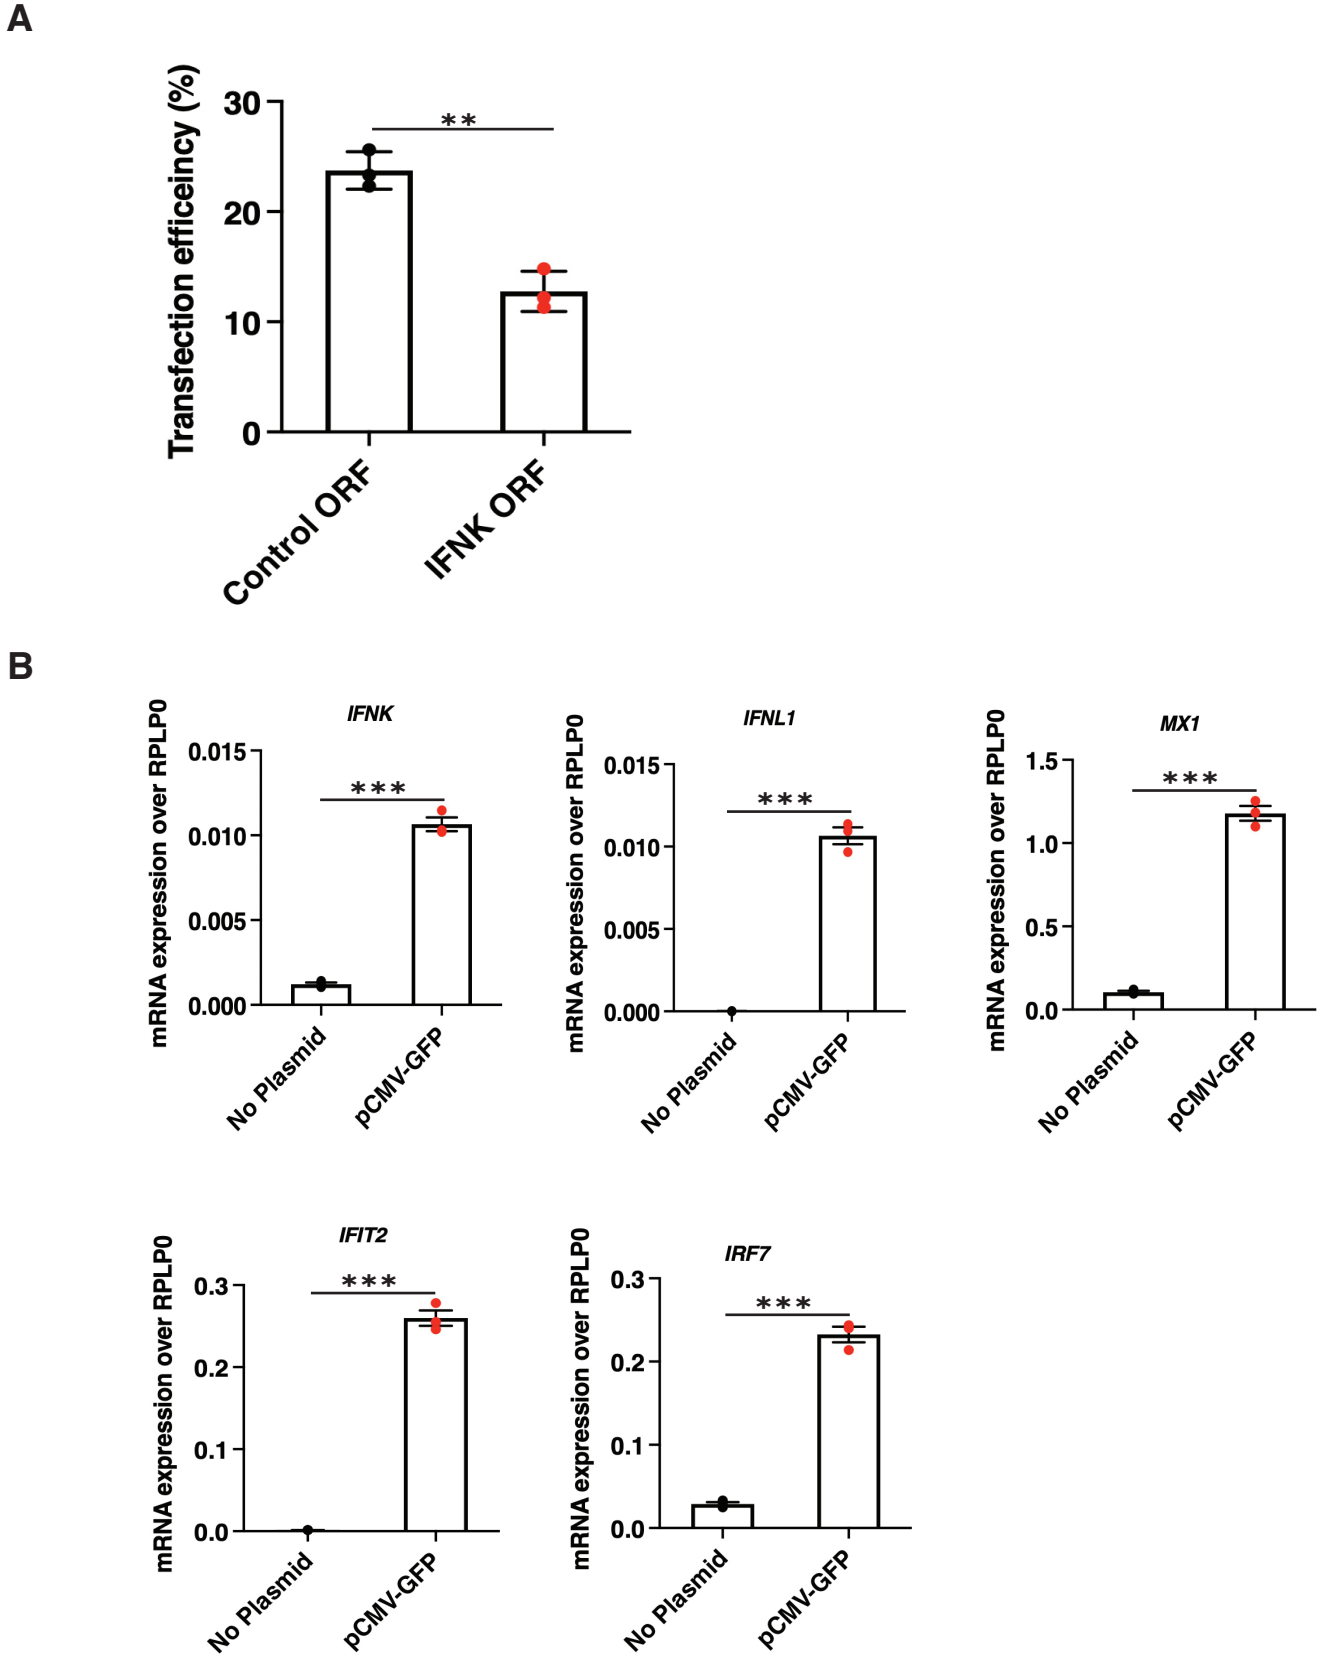 A
Transfection efficeincy (%)
30
20
10
0
**
Control ORF
IFNK ORF
B
IFNK
mRNA expression over RPLP0
0.015
0.010
0.005
0.000
***
No Plasmid
pCMV-GFP
IFNL1
mRNA expression over RPLP0
0.015
0.010
0.005
0.000
***
No Plasmid
pCMV-GFP
MX1
mRNA expression over RPLP0
1.5
1.0
0.5
0.0
***
No Plasmid
pCMV-GFP
IFIT2
mRNA expression over RPLP0
0.3
0.2
0.1
0.0
***
No Plasmid
pCMV-GFP
IRF7
mRNA expression over RPLP0
0.3
0.2
0.1
0.0
***
No Plasmid
pCMV-GFP